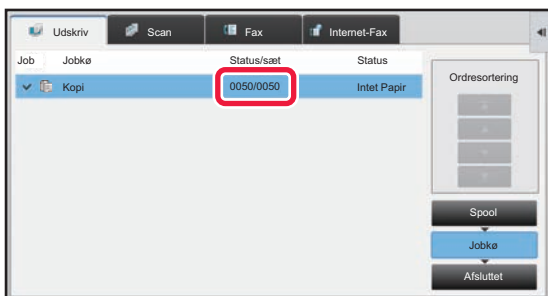 Udskriv Scan Fax Internet-Fax
Job Jobkø Status/sæt Status
Kopi 0050/0050 Intet Papir
Ordresortering
Spool
Jobkø
Afsluttet